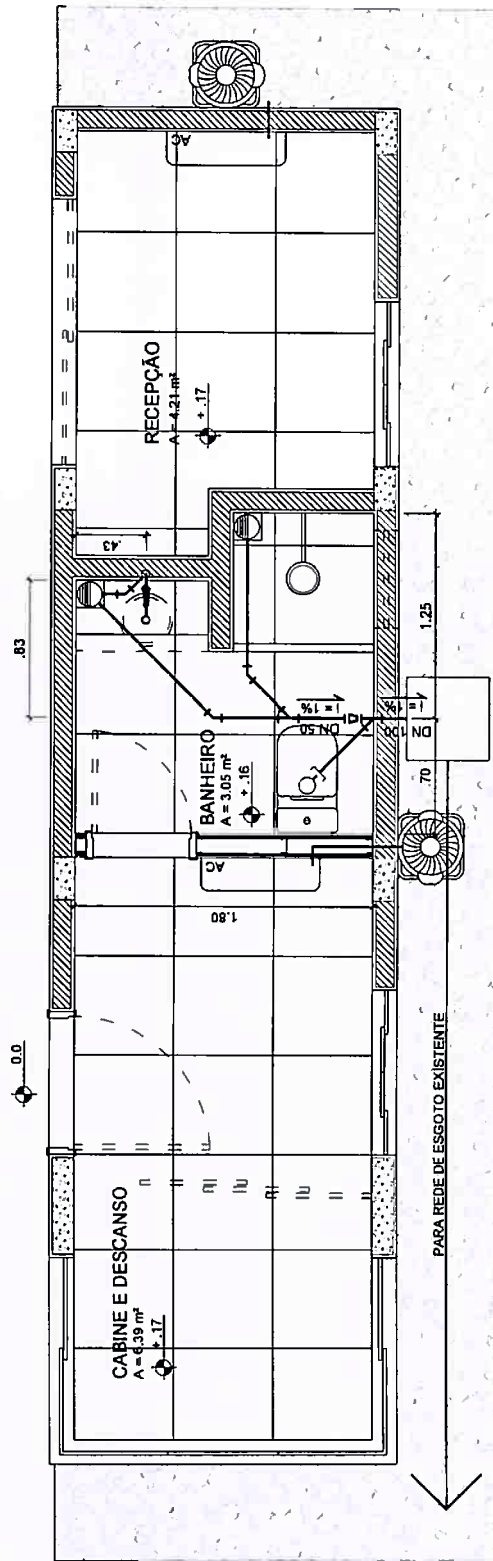 0.0
CABINE E DESCANSO
A = 6.39 m²
+ .17
PARA REDE DE ESGOTO EXISTENTE
1.80
AC
BANHEIRO
A = 3.05 m²
+ .16
.83
.43
DN 50
i = 1%
DN 100
i = 1%
.70
1.25
RECEPÇÃO
A = 4.21 m²
+ .17
AC